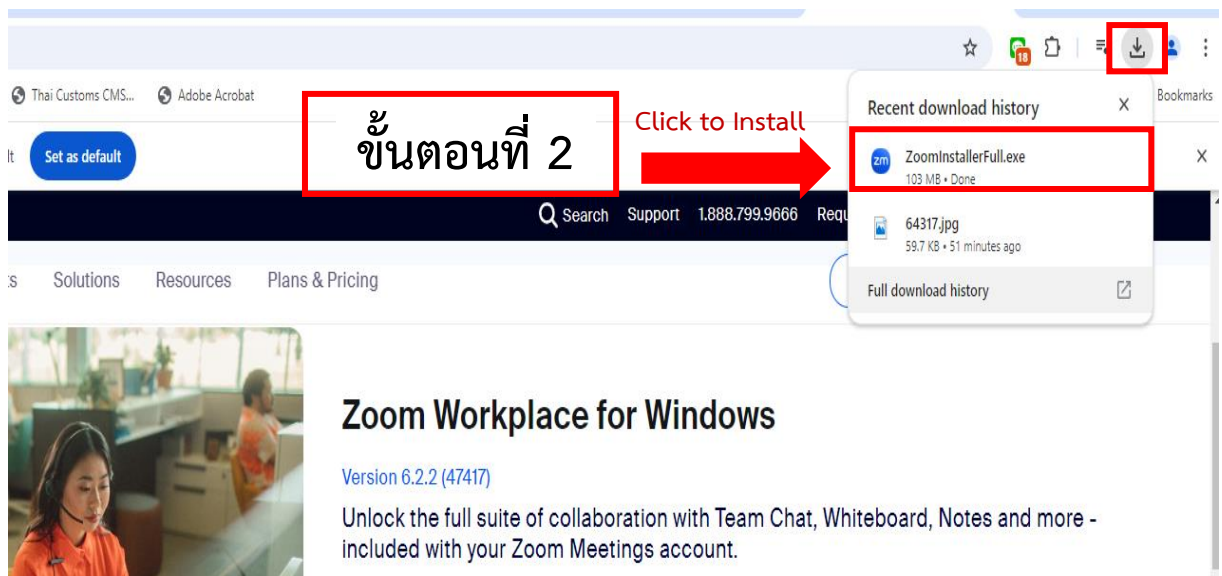 18
Thai Customs CMS...
Adobe Acrobat
Bookmarks
lt
Set as default
ขั้นตอนที่ 2
Click to Install
Recent download history
zm
ZoomInstallerFull.exe
103 MB • Done
64317.jpg
59.7 KB • 51 minutes ago
Full download history
Search
Support
1.888.799.9666
Requ
ts
Solutions
Resources
Plans & Pricing
Zoom Workplace for Windows
Version 6.2.2 (47417)
Unlock the full suite of collaboration with Team Chat, Whiteboard, Notes and more -
included with your Zoom Meetings account.